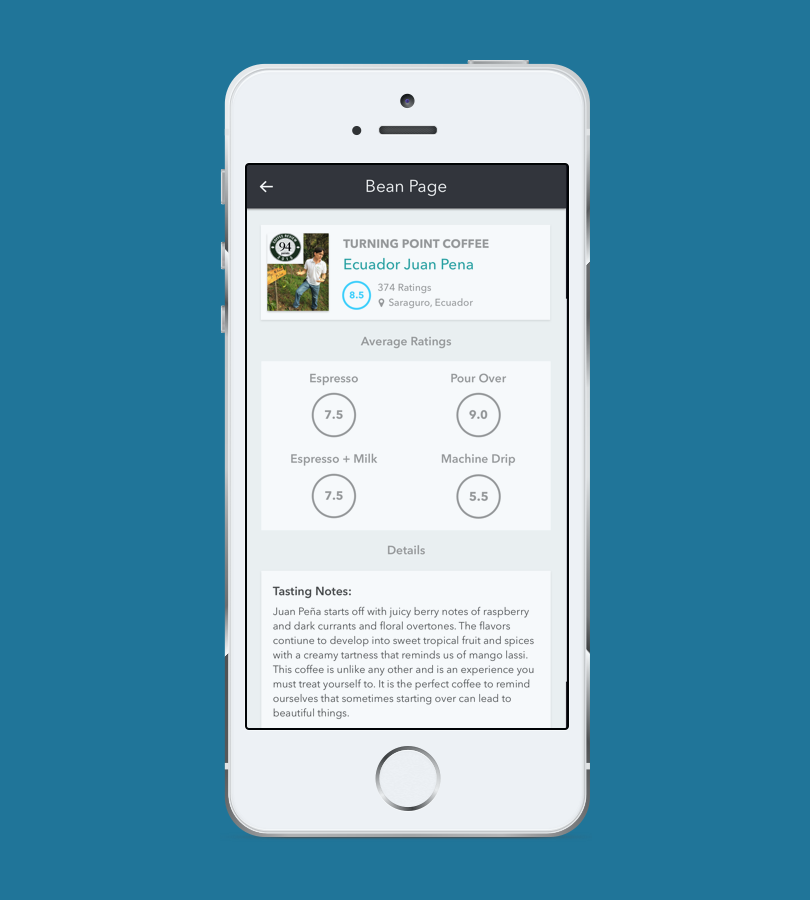 Bean Page
94
TURNING POINT COFFEE
Ecuador Juan Pena
8.5
374 Ratings
Saraguro, Ecuador
Average Ratings
Espresso
Pour Over
7.5
9.0
Espresso + Milk
Machine Drip
7.5
5.5
Details
Tasting Notes:
Juan Peña starts off with juicy berry notes of raspberry
and dark currants and floral overtones. The flavors
contiune to develop into sweet tropical fruit and spices
with a creamy tartness that reminds us of mango lassi.
This coffee is unlike any other and is an experience you
must treat yourself to. It is the perfect coffee to remind
ourselves that sometimes starting over can lead to
beautiful things.